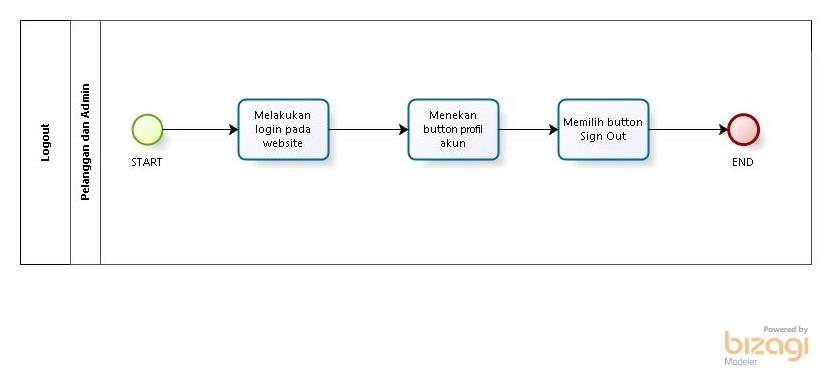 Logout
Pelanggan dan Admin
START
Melakukan
login pada
website
Menekan
button profil
akun
Memilih button
Sign Out
END
Powered by
bizagi
Modeler